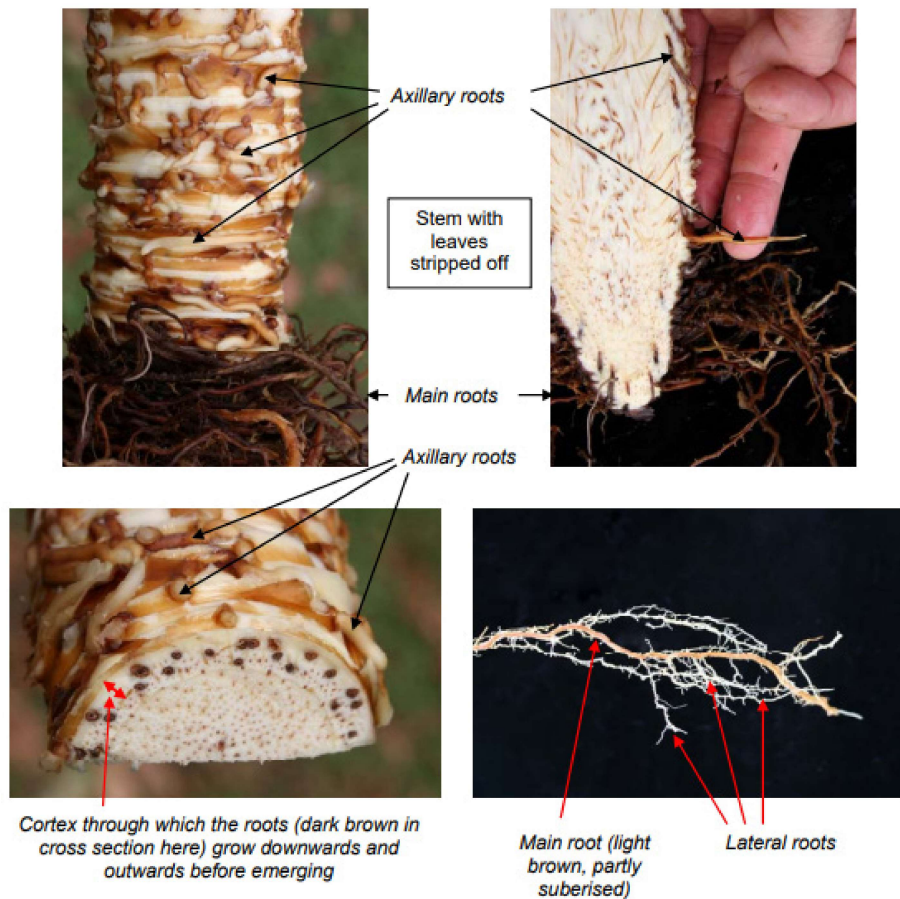 Axillary roots
Stem with
leaves
stripped off
Main roots
Axillary roots
Cortex through which the roots (dark brown in
cross section here) grow downwards and
outwards before emerging
Main root (light
brown, partly
suberised)
Lateral roots